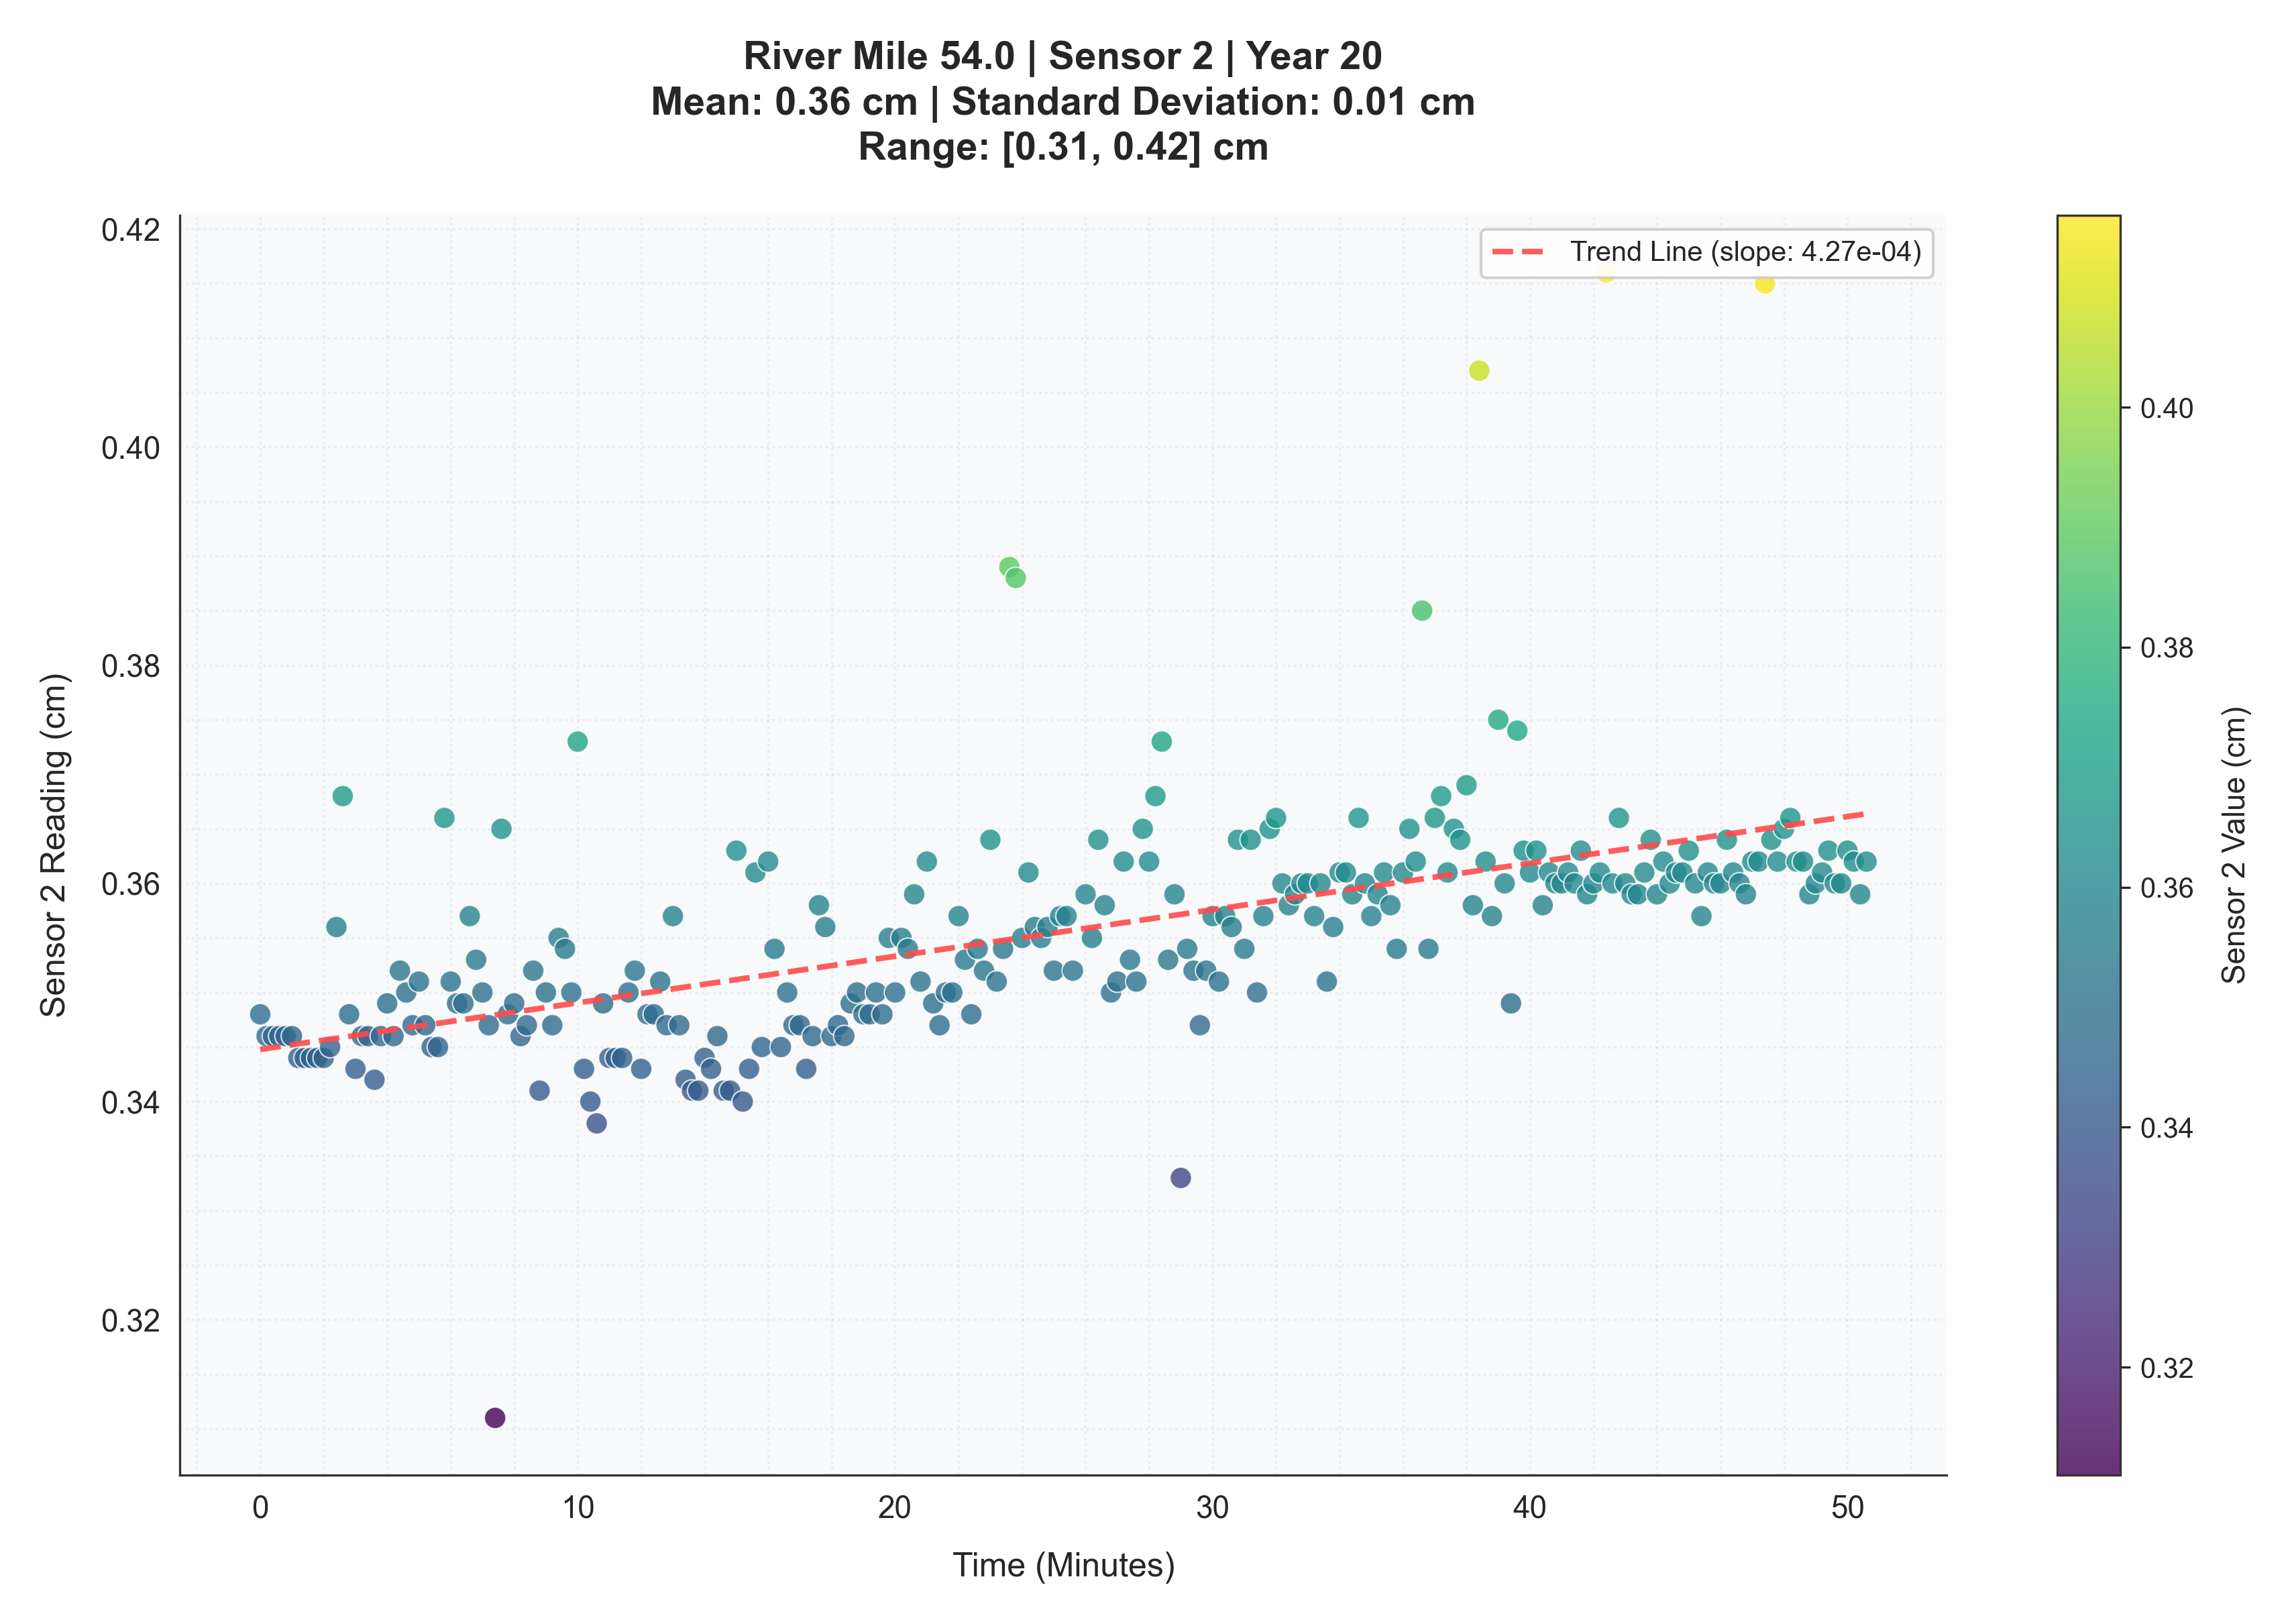 River Mile 54.0 | Sensor 2 | Year 20
Mean: 0.36 cm | Standard Deviation: 0.01 cm
Range: [0.31, 0.42] cm
Trend Line (slope: 4.27e-04)
Sensor 2 Reading (cm)
0.42
0.40
0.38
0.36
0.34
0.32
0
10
20
30
40
50
Time (Minutes)
0.40
0.38
0.36
0.34
0.32
Sensor 2 Value (cm)